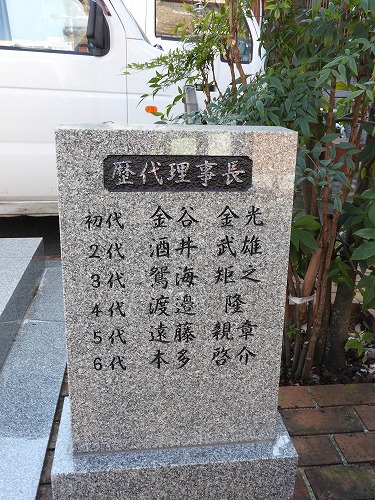 歴代理事長
初代 金谷 金光
2代 酒井 武雄
3代 鴛海 矩之
4代 渡邉 隆
5代 遠藤 親章
6代 木多 啓介